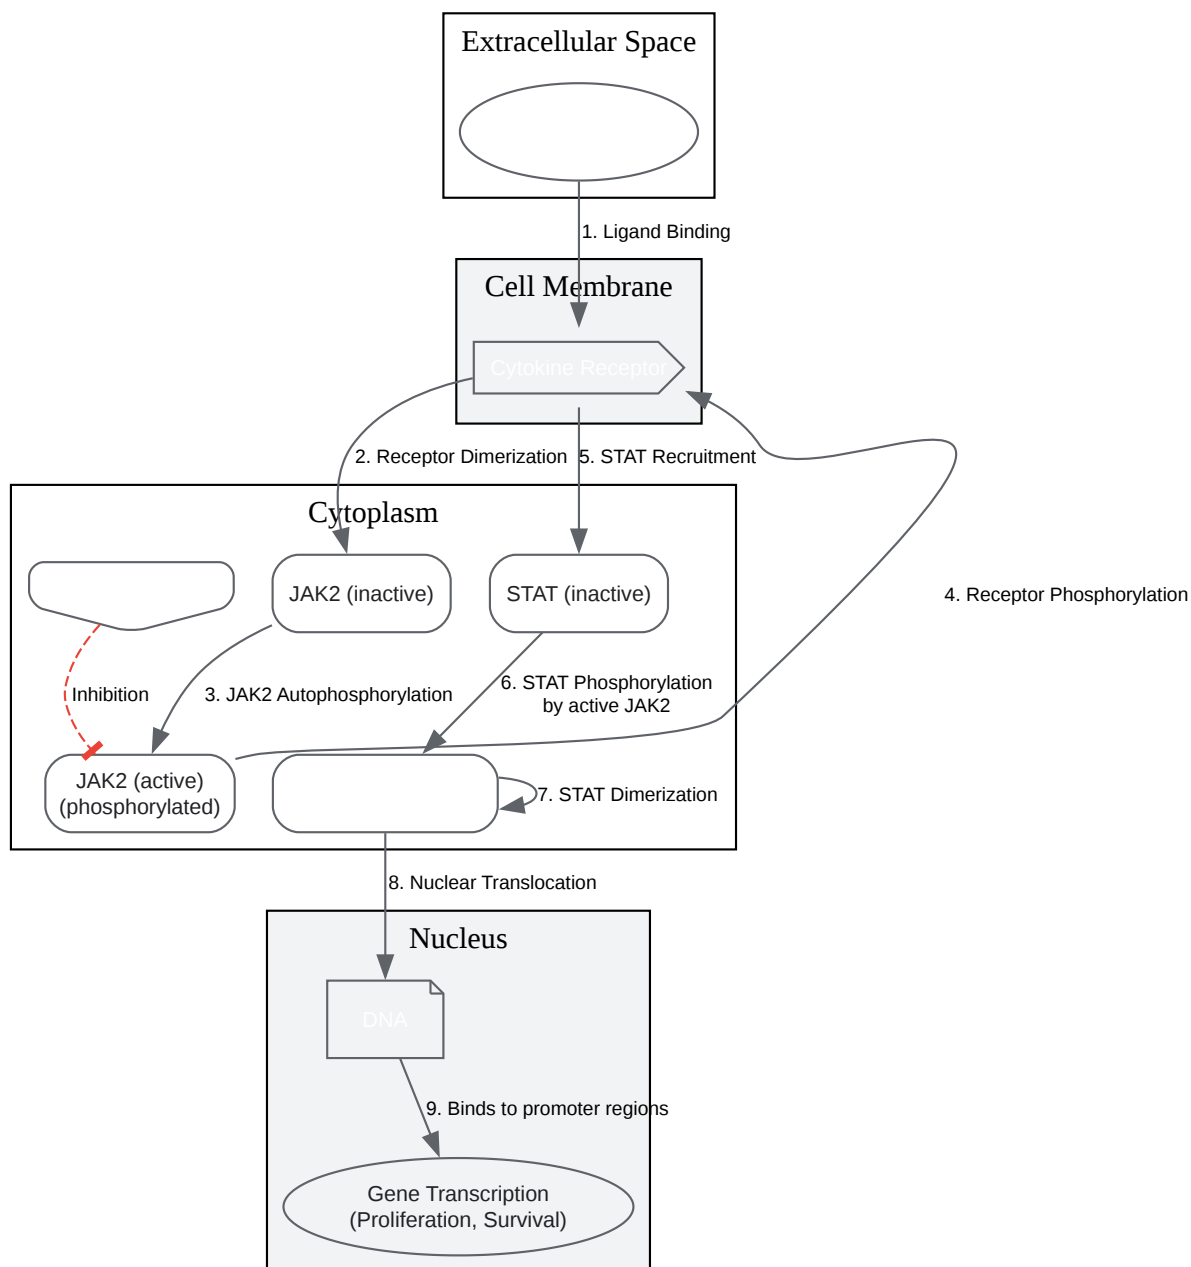 Extracellular Space
1. Ligand Binding
Cell Membrane
Cytokine Receptor
2. Receptor Dimerization
5. STAT Recruitment
Cytoplasm
JAK2 (inactive)
STAT (inactive)
4. Receptor Phosphorylation
Inhibition
3. JAK2 Autophosphorylation
6. STAT Phosphorylation
by active JAK2
JAK2 (active)
(phosphorylated)
7. STAT Dimerization
8. Nuclear Translocation
Nucleus
DNA
9. Binds to promoter regions
Gene Transcription
(Proliferation, Survival)